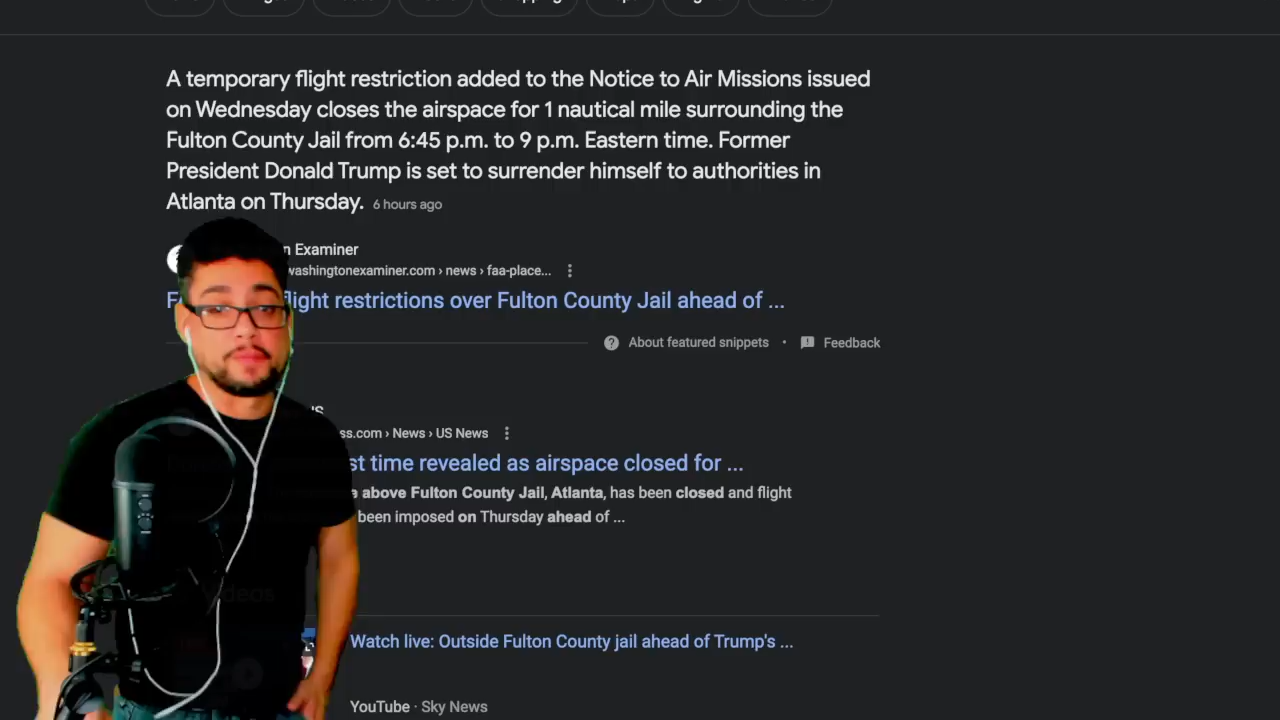 A temporary flight restriction added to the Notice to Air Missions issued
on Wednesday closes the airspace for 1 nautical mile surrounding the
Fulton County Jail from 6:45 p.m. to 9 p.m. Eastern time. Former
President Donald Trump is set to surrender himself to authorities in
Atlanta on Thursday. 6 hours ago
Examiner
washingtonexaminer.com › news › faa-place...
flight restrictions over Fulton County Jail ahead of ...
About featured snippets • Feedback
ss.com › News › US News
time revealed as airspace closed for ...
above Fulton County Jail, Atlanta, has been closed and flight
been imposed on Thursday ahead of ...
Videos
Watch live: Outside Fulton County jail ahead of Trump's ...
YouTube · Sky News